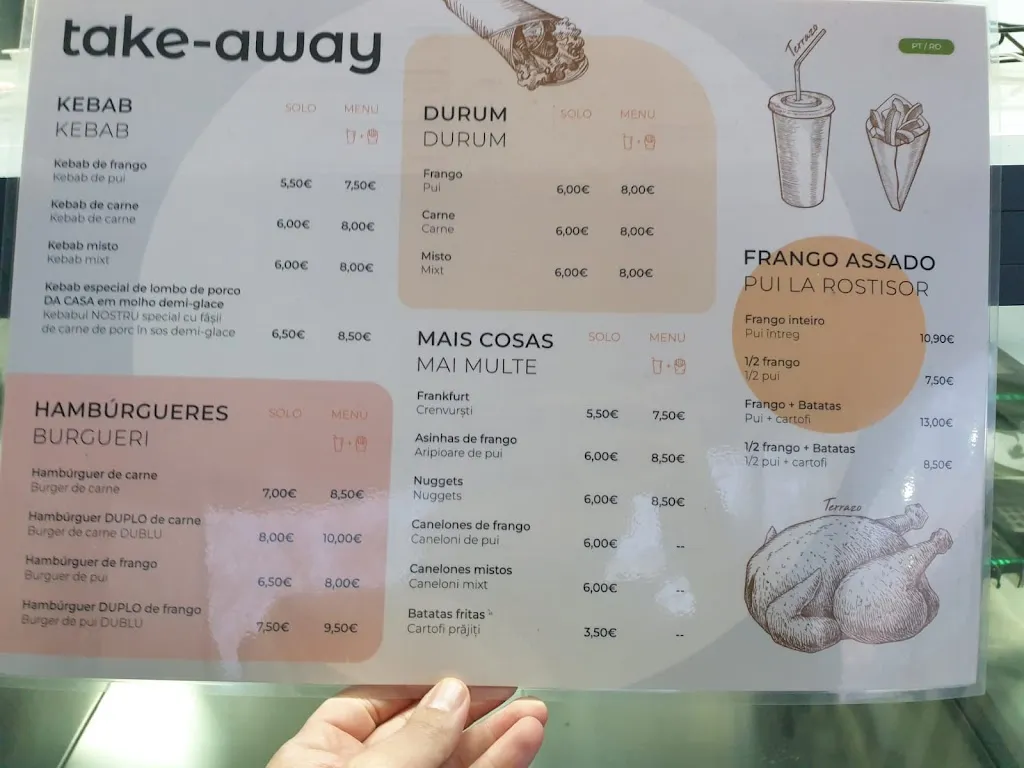 take-away
KEBAB SOLO MENU
KEBAB
Kebab de frango
Kebab de pui 5,50€ 7,50€
Kebab de carne
Kebab de carne 6,00€ 8,00€
Kebab misto
Kebab mixt 6,00€ 8,00€
Kebab especial de lombo de porco
DA CASA em molho demi-glace
Kebabul NOSTRU special cu fâșii
de carne de porc în sos demi-glace 6,50€ 8,50€
HAMBÚRGUERES SOLO MENU
BURGUERI
Hambúrguer de carne
Burger de carne 7,00€ 8,50€
Hambúrguer DUPLO de carne
Burger de carne DUBLU 8,00€ 10,00€
Hambúrguer de frango
Burguer de pui 6,50€ 8,00€
Hambúrguer DUPLO de frango
Burger de pui DUBLU 7,50€ 9,50€
DURUM SOLO MENU
DURUM
Frango
Pui 6,00€ 8,00€
Carne
Carne 6,00€ 8,00€
Misto
Mixt 6,00€ 8,00€
MAIS COSAS SOLO MENU
MAI MULTE
Frankfurt
Crenvurști 5,50€ 7,50€
Asinhas de frango
Aripioare de pui 6,00€ 8,50€
Nuggets
Nuggets 6,00€ 8,50€
Canelones de frango
Caneloni de pui 6,00€ --
Canelones mistos
Caneloni mixt 6,00€ --
Batatas fritas
Cartofi prăjiți 3,50€ --
Terrazo
PT / RO
FRANGO ASSADO
PUI LA ROSTISOR
Frango inteiro
Pui întreg 10,90€
1/2 frango
1/2 pui 7,50€
Frango + Batatas
Pui + cartofi 13,00€
1/2 frango + Batatas
1/2 pui + cartofi 8,50€
Terrazo